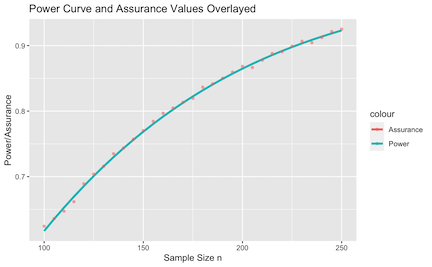 Power Curve and Assurance Values Overlayed
Power/Assurance
0.9
0.8
0.7
100
150
200
250
Sample Size n
colour
Assurance
Power